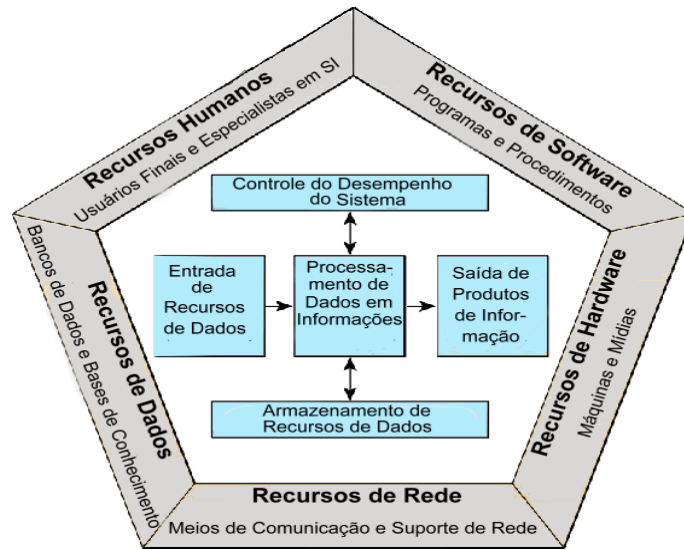 Recursos Humanos
Usuários Finais e Especialistas em SI
Recursos de Software
Programas e Procedimentos
Controle do Desempenho
do Sistema
Entrada
de
Recursos
de Dados
Processa-
mento de
Dados em
Informações
Saída de
Produtos
de Infor-
mação
Armazenamento de
Recursos de Dados
Recursos de Dados
Bancos de Dados e Bases de Conhecimento
Recursos de Hardware
Máquinas e Mídias
Recursos de Rede
Meios de Comunicação e Suporte de Rede